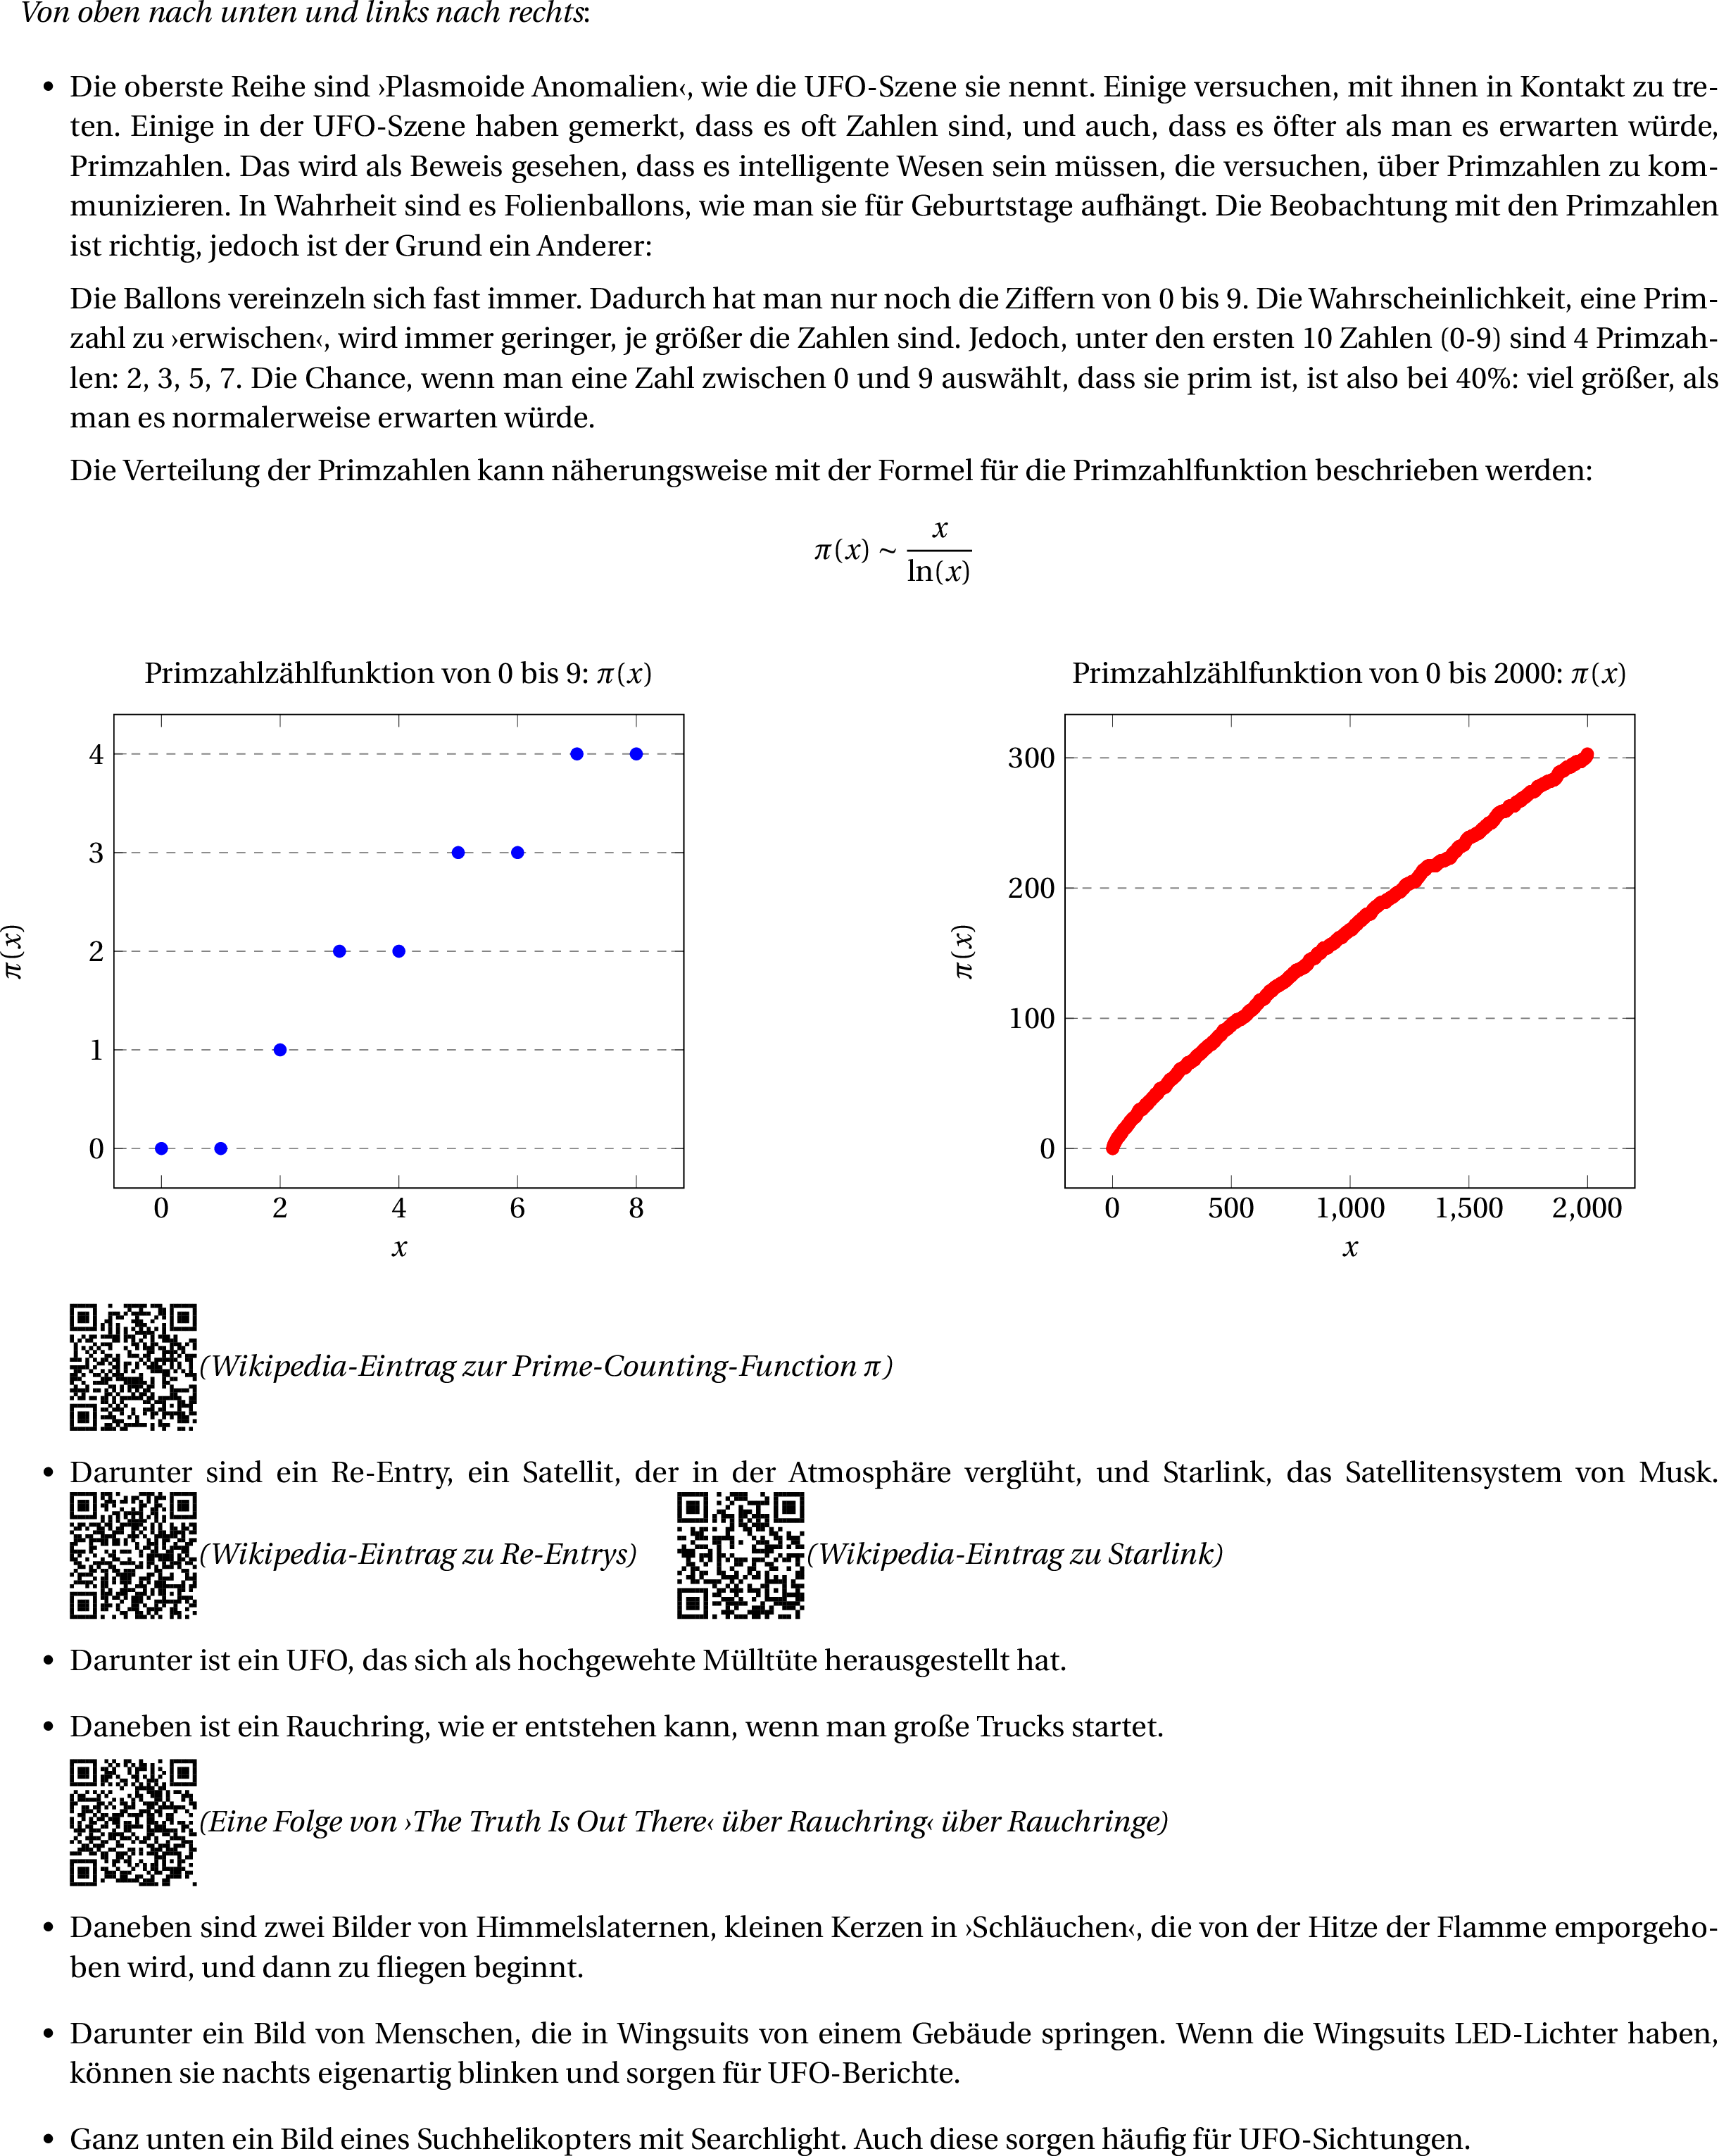 Von oben nach unten und links nach rechts:
• Die oberste Reihe sind ›Plasmoide Anomalien‹, wie die UFO-Szene sie nennt. Einige versuchen, mit ihnen in Kontakt zu tre-
ten. Einige in der UFO-Szene haben gemerkt, dass es oft Zahlen sind, und auch, dass es öfter als man es erwarten würde,
Primzahlen. Das wird als Beweis gesehen, dass es intelligente Wesen sein müssen, die versuchen, über Primzahlen zu kom-
munizieren. In Wahrheit sind es Folienballons, wie man sie für Geburtstage aufhängt. Die Beobachtung mit den Primzahlen
ist richtig, jedoch ist der Grund ein Anderer:
Die Ballons vereinzeln sich fast immer. Dadurch hat man nur noch die Ziffern von 0 bis 9. Die Wahrscheinlichkeit, eine Prim-
zahl zu ›erwischen‹, wird immer geringer, je größer die Zahlen sind. Jedoch, unter den ersten 10 Zahlen (0-9) sind 4 Primzah-
len: 2, 3, 5, 7. Die Chance, wenn man eine Zahl zwischen 0 und 9 auswählt, dass sie prim ist, ist also bei 40%: viel größer, als
man es normalerweise erwarten würde.
Die Verteilung der Primzahlen kann näherungsweise mit der Formel für die Primzahlfunktion beschrieben werden:
π(x) ~ x / ln(x)
Primzahlzählfunktion von 0 bis 9: π(x)
4
3
2
1
0
π(x)
0 2 4 6 8
x
Primzahlzählfunktion von 0 bis 2000: π(x)
300
200
100
0
π(x)
0 500 1,000 1,500 2,000
x
(Wikipedia-Eintrag zur Prime-Counting-Function π)
• Darunter sind ein Re-Entry, ein Satellit, der in der Atmosphäre verglüht, und Starlink, das Satellitensystem von Musk.
(Wikipedia-Eintrag zu Re-Entrys) (Wikipedia-Eintrag zu Starlink)
• Darunter ist ein UFO, das sich als hochgewehte Mülltüte herausgestellt hat.
• Daneben ist ein Rauchring, wie er entstehen kann, wenn man große Trucks startet.
(Eine Folge von ›The Truth Is Out There‹ über Rauchring‹ über Rauchringe)
• Daneben sind zwei Bilder von Himmelslaternen, kleinen Kerzen in ›Schläuchen‹, die von der Hitze der Flamme emporgeho-
ben wird, und dann zu fliegen beginnt.
• Darunter ein Bild von Menschen, die in Wingsuits von einem Gebäude springen. Wenn die Wingsuits LED-Lichter haben,
können sie nachts eigenartig blinken und sorgen für UFO-Berichte.
• Ganz unten ein Bild eines Suchhelikopters mit Searchlight. Auch diese sorgen häufig für UFO-Sichtungen.